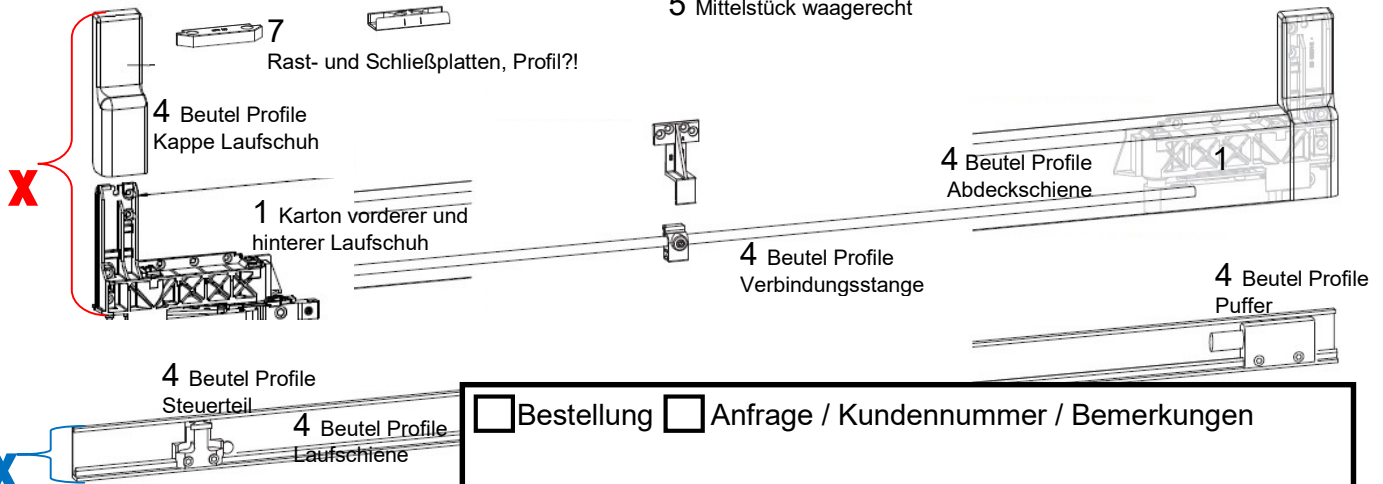 5 Mittelstück waagerecht
7
Rast- und Schließplatten, Profil?!
4 Beutel Profile
Kappe Laufschuh
X
1 Karton vorderer und
hinterer Laufschuh
4 Beutel Profile
Abdeckschiene
1
4 Beutel Profile
Verbindungsstange
4 Beutel Profile
Puffer
4 Beutel Profile
Steuerteil
4 Beutel Profile
Laufschiene
X
Bestellung Anfrage / Kundennummer / Bemerkungen